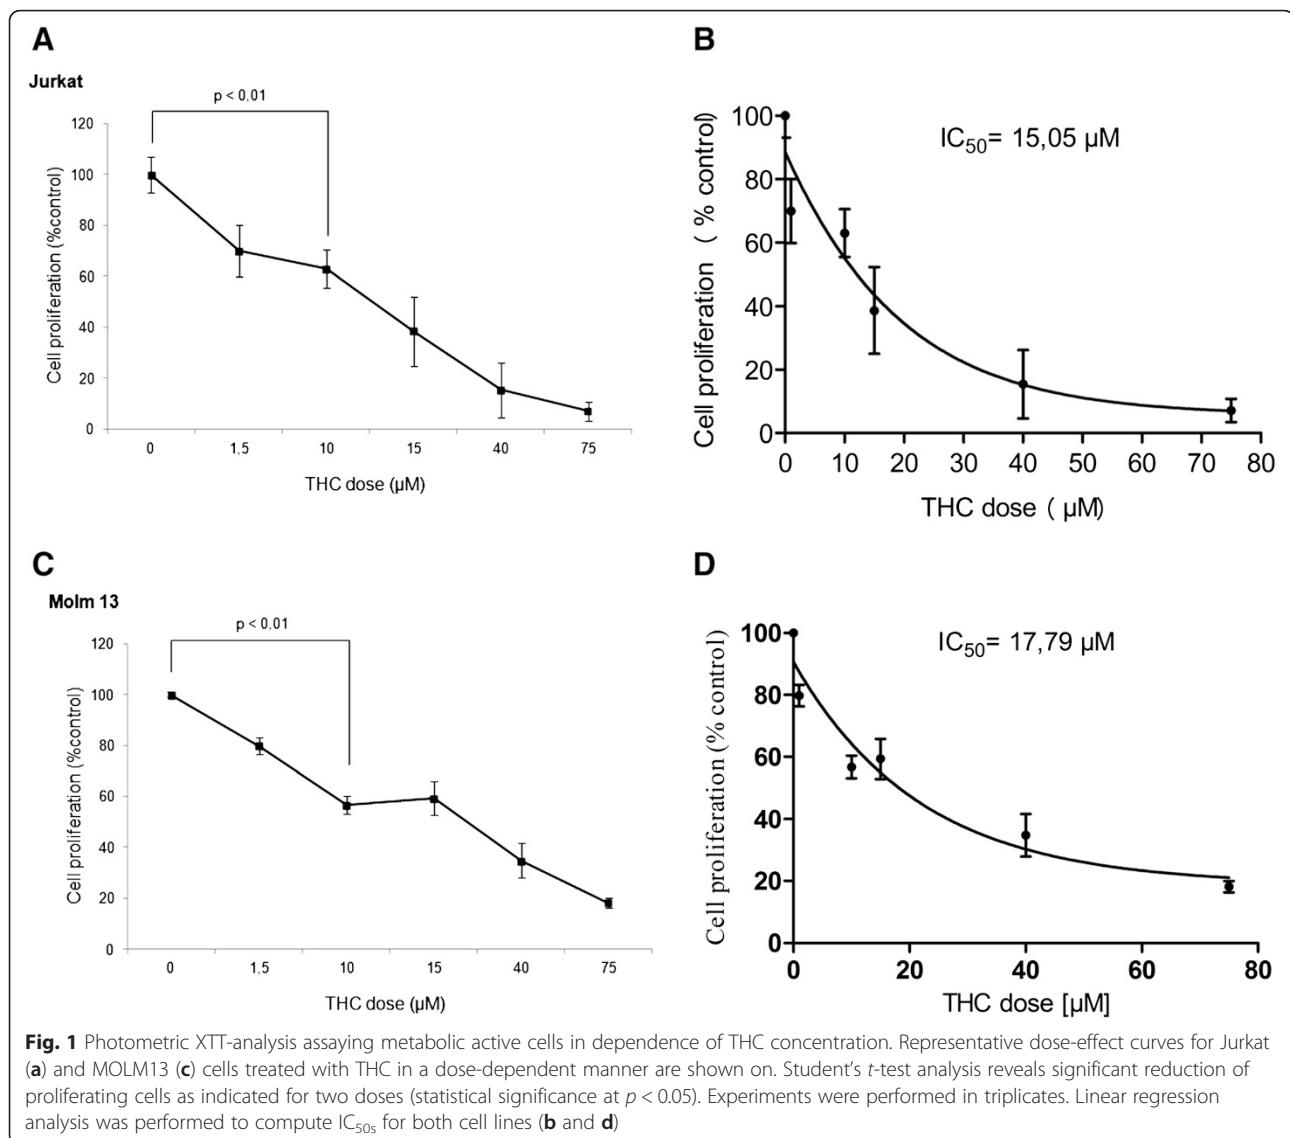 A
Jurkat
p < 0,01
120
100
80
60
40
20
0
Cell proliferation (%control)
0 1,5 10 15 40 75
THC dose (µM)
B
IC50= 15,05 µM
100
80
60
40
20
0
Cell proliferation ( % control)
0 10 20 30 40 50 60 70 80
THC dose ( µM)
C
Molm 13
p < 0,01
120
100
80
60
40
20
0
Cell proliferation (%control)
0 1,5 10 15 40 75
THC dose (µM)
D
IC50= 17,79 µM
100
80
60
40
20
0
Cell proliferation (% control)
0 20 40 60 80
THC dose [µM]
Fig. 1 Photometric XTT-analysis assaying metabolic active cells in dependence of THC concentration. Representative dose-effect curves for Jurkat
(a) and MOLM13 (c) cells treated with THC in a dose-dependent manner are shown on. Student's t-test analysis reveals significant reduction of
proliferating cells as indicated for two doses (statistical significance at p < 0.05). Experiments were performed in triplicates. Linear regression
analysis was performed to compute IC50s for both cell lines (b and d)